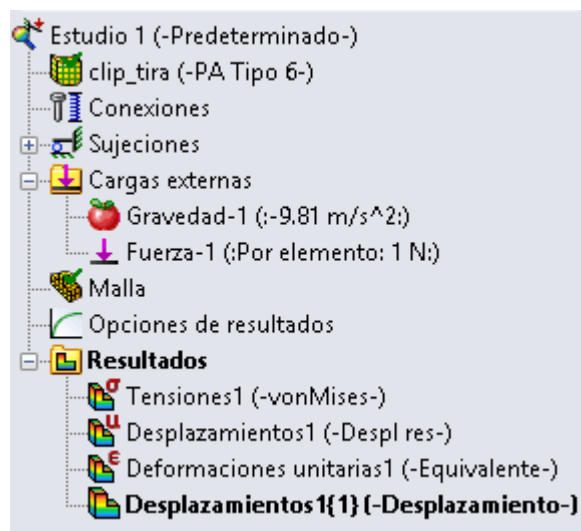 Estudio 1 (-Predeterminado-)
clip_tira (-PA Tipo 6-)
Conexiones
Sujeciones
Cargas externas
Gravedad-1 (:-9.81 m/s^2:)
Fuerza-1 (:Por elemento: 1 N:)
Malla
Opciones de resultados
Resultados
Tensiones1 (-vonMises-)
Desplazamientos1 (-Despl res-)
Deformaciones unitarias1 (-Equivalente-)
Desplazamientos1{1} (-Desplazamiento-)